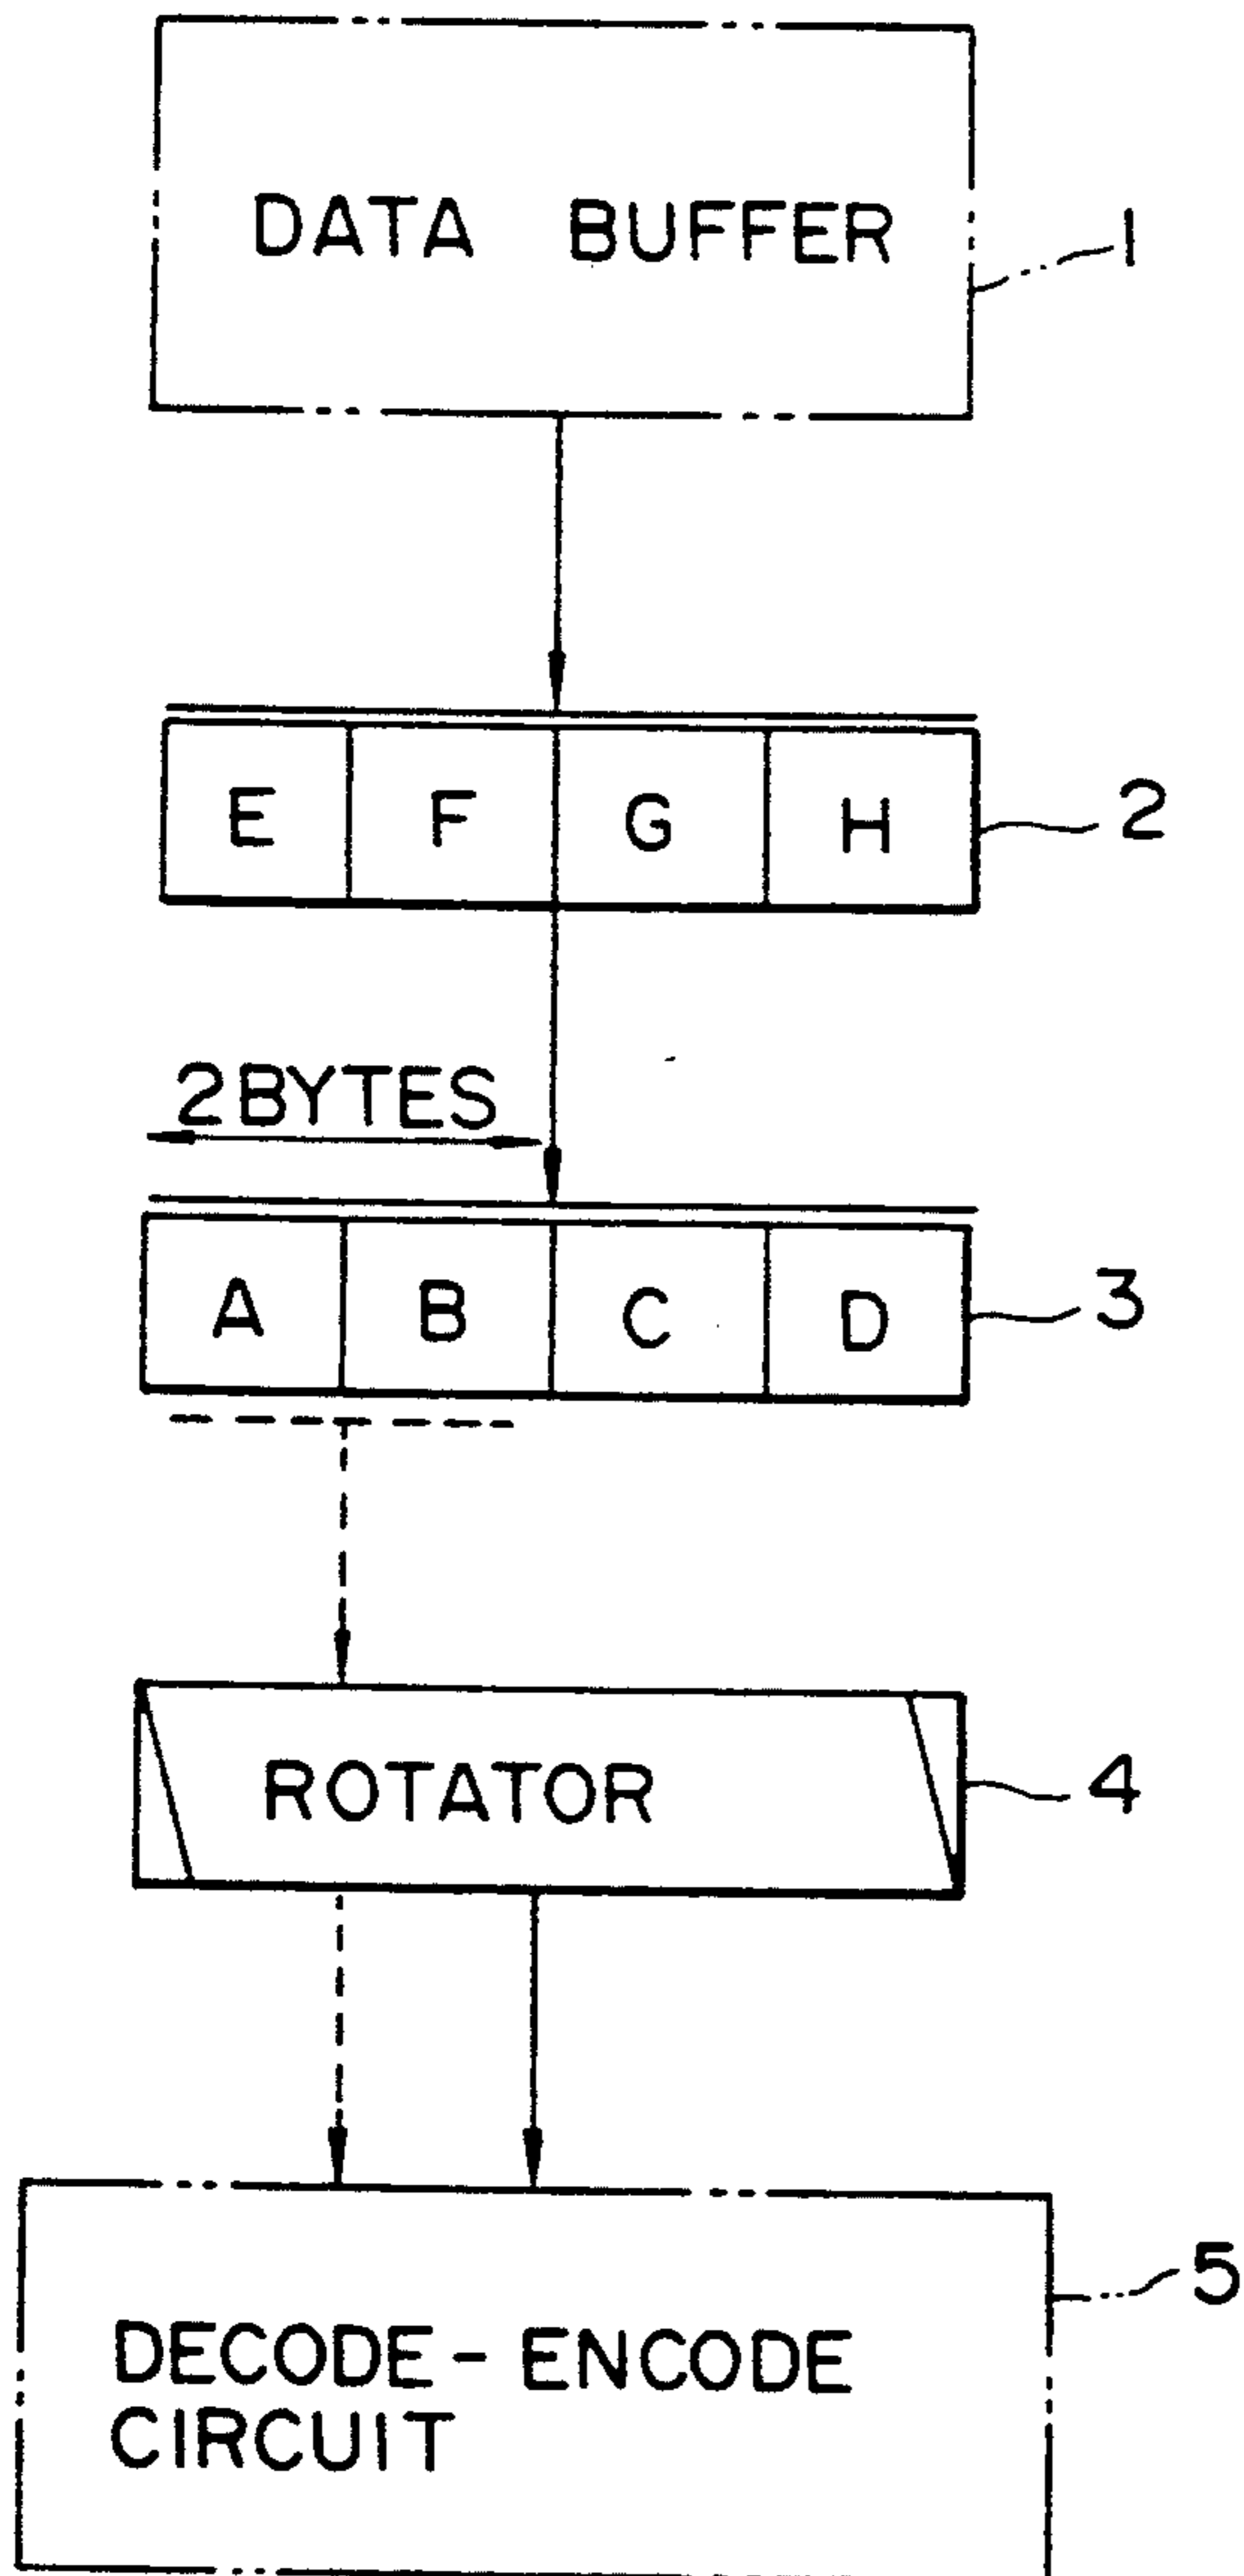 DATA BUFFER
1
E F G H
2
2BYTES
A B C D
3
ROTATOR
4
5
DECODE-ENCODE
CIRCUIT